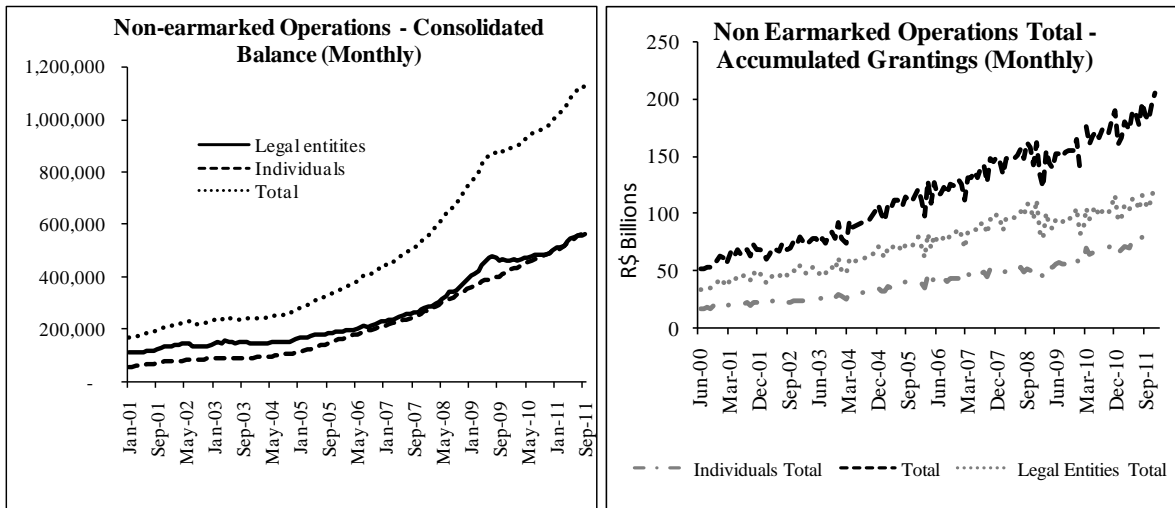 Non-earmarked Operations - Consolidated
Balance (Monthly)
1,200,000
1,000,000
800,000
600,000
400,000
200,000
-
Legal entitites
Individuals
Total
Jan-01
Sep-01
May-02
Jan-03
Sep-03
May-04
Jan-05
Sep-05
May-06
Jan-07
Sep-07
May-08
Jan-09
Sep-09
May-10
Jan-11
Sep-11
Non Earmarked Operations Total -
Accumulated Grantings (Monthly)
R$ Billions
250
200
150
100
50
0
Jun-00
Mar-01
Dec-01
Sep-02
Jun-03
Mar-04
Dec-04
Sep-05
Jun-06
Mar-07
Dec-07
Sep-08
Jun-09
Mar-10
Dec-10
Sep-11
Individuals Total
Total
Legal Entities Total